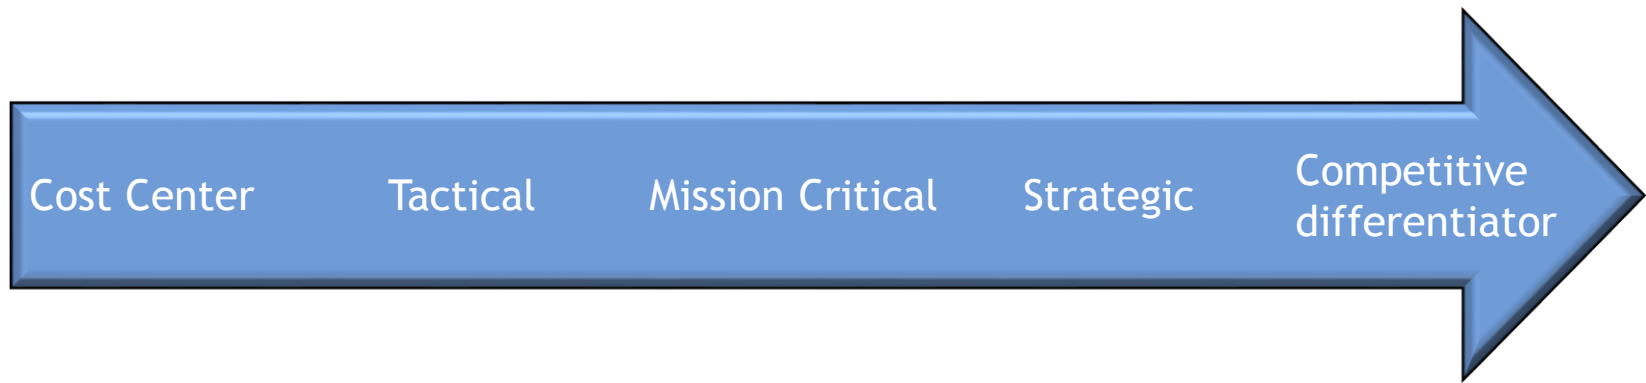 Cost Center
Tactical
Mission Critical
Strategic
Competitive
differentiator